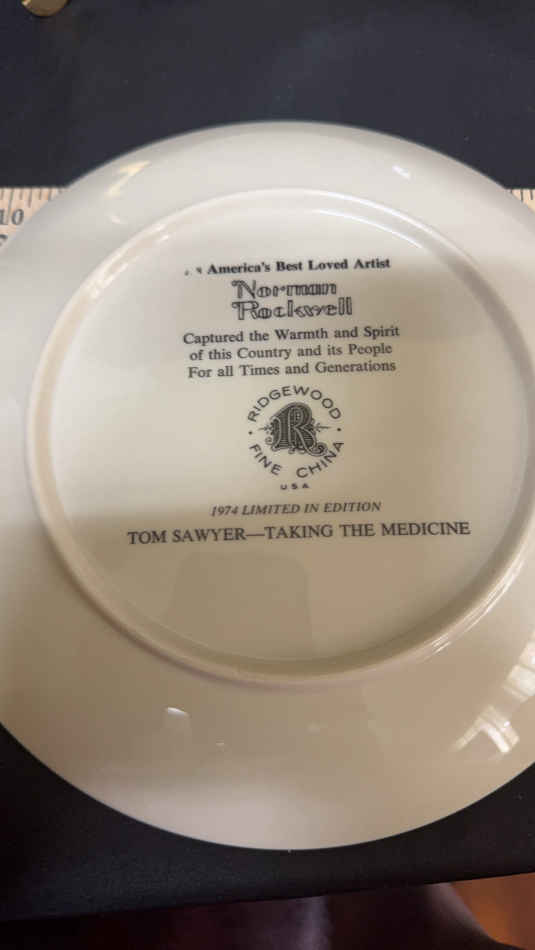 10
America's Best Loved Artist
Norman
Rockwell
Captured the Warmth and Spirit
of this Country and its People
For all Times and Generations
RIDGEWOOD
R
FINE CHINA
USA
1974 LIMITED IN EDITION
TOM SAWYER—TAKING THE MEDICINE